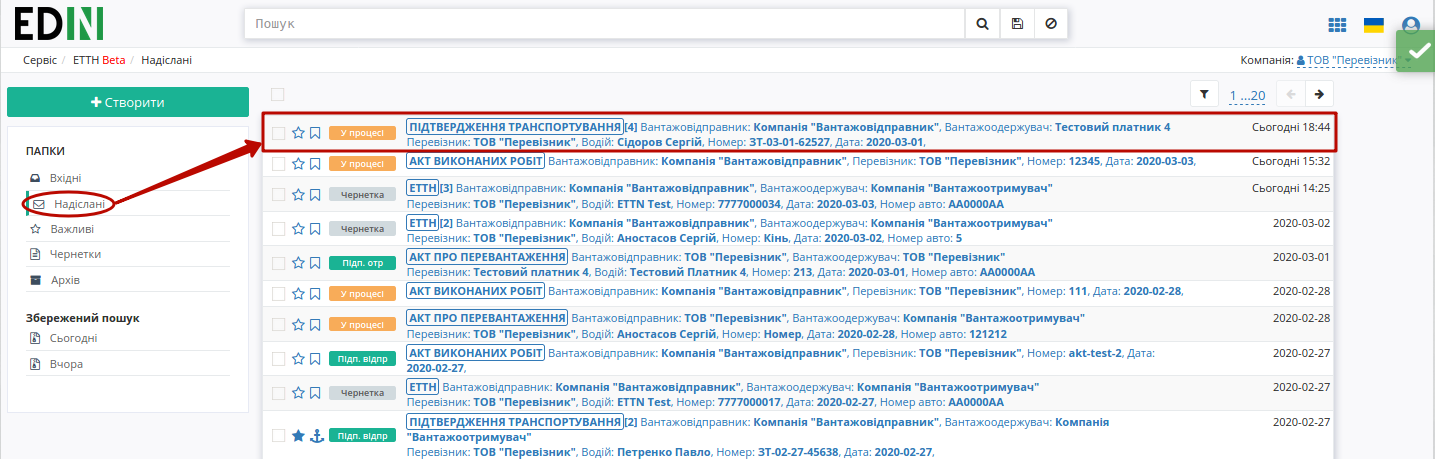 EDIN
Пошук
Сервіс / ЕТТН Beta / Надіслані
Компанія: ТОВ "Перевізник"
Створити
1 ...20
ПАПКИ
Вхідні
Надіслані
Важливі
Чернетки
Архів
Збережений пошук
Сьогодні
Вчора
У процесі ПІДТВЕРДЖЕННЯ ТРАНСПОРТУВАННЯ [4] Вантажовідправник: Компанія "Вантажовідправник", Вантажоодержувач: Тестовий платник 4 Сьогодні 18:44
Перевізник: ТОВ "Перевізник", Водій: Сідоров Сергій, Номер: ЗТ-03-01-62527, Дата: 2020-03-01,
У процесі АКТ ВИКОНАНИХ РОБІТ Вантажовідправник: Компанія "Вантажовідправник", Перевізник: ТОВ "Перевізник", Номер: 12345, Дата: 2020-03-03, Сьогодні 15:32
Чернетка ЕТТН [3] Вантажовідправник: Компанія "Вантажовідправник", Вантажоодержувач: Компанія "Вантажоотримувач" Сьогодні 14:25
Перевізник: ТОВ "Перевізник", Водій: ETTN Test, Номер: 7777000034, Дата: 2020-03-03, Номер авто: АА0000АА
Чернетка ЕТТН [2] Вантажовідправник: Компанія "Вантажовідправник", Вантажоодержувач: Компанія "Вантажоотримувач" 2020-03-02
Перевізник: ТОВ "Перевізник", Водій: Аностасов Сергій, Номер: Кінь, Дата: 2020-03-02, Номер авто: 5
Підп. отр АКТ ПРО ПЕРЕВАНТАЖЕННЯ Вантажовідправник: ТОВ "Перевізник", Вантажоодержувач: ТОВ "Перевізник" 2020-03-01
Перевізник: Тестовий платник 4, Водій: Тестовий Платник 4, Номер: 213, Дата: 2020-03-01, Номер авто: АА0000АА
У процесі АКТ ВИКОНАНИХ РОБІТ Вантажовідправник: Компанія "Вантажовідправник", Перевізник: ТОВ "Перевізник", Номер: 111, Дата: 2020-02-28, 2020-02-28
У процесі АКТ ПРО ПЕРЕВАНТАЖЕННЯ Вантажовідправник: ТОВ "Перевізник", Вантажоодержувач: Компанія "Вантажоотримувач" 2020-02-28
Перевізник: ТОВ "Перевізник", Водій: Аностасов Сергій, Номер: Номер, Дата: 2020-02-28, Номер авто: 121212
Підп. відпр АКТ ВИКОНАНИХ РОБІТ Вантажовідправник: Компанія "Вантажовідправник", Перевізник: ТОВ "Перевізник", Номер: akt-test-2, Дата: 2020-02-27
2020-02-27,
Чернетка ЕТТН Вантажовідправник: Компанія "Вантажовідправник", Вантажоодержувач: Компанія "Вантажоотримувач" 2020-02-27
Перевізник: ТОВ "Перевізник", Водій: ETTN Test, Номер: 7777000017, Дата: 2020-02-27, Номер авто: АА0000АА
Підп. відпр ПІДТВЕРДЖЕННЯ ТРАНСПОРТУВАННЯ [2] Вантажовідправник: Компанія "Вантажовідправник", Вантажоодержувач: Компанія 2020-02-27
"Вантажоотримувач"
Перевізник: ТОВ "Перевізник", Водій: Петренко Павло, Номер: ЗТ-02-27-45638, Дата: 2020-02-27,